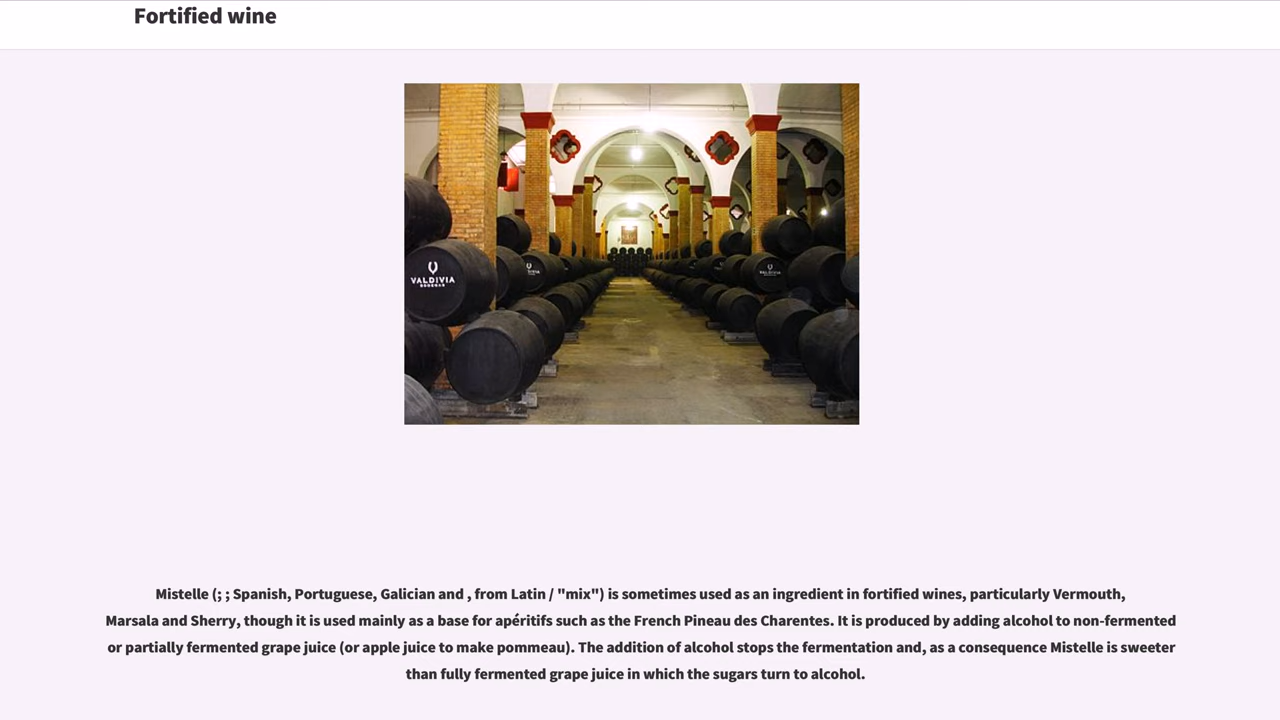 Fortified wine
VALDIVIA
BODEGAS
VALDIVIA
Mistelle (; ; Spanish, Portuguese, Galician and , from Latin / "mix") is sometimes used as an ingredient in fortified wines, particularly Vermouth,
Marsala and Sherry, though it is used mainly as a base for apéritifs such as the French Pineau des Charentes. It is produced by adding alcohol to non-fermented
or partially fermented grape juice (or apple juice to make pommeau). The addition of alcohol stops the fermentation and, as a consequence Mistelle is sweeter
than fully fermented grape juice in which the sugars turn to alcohol.